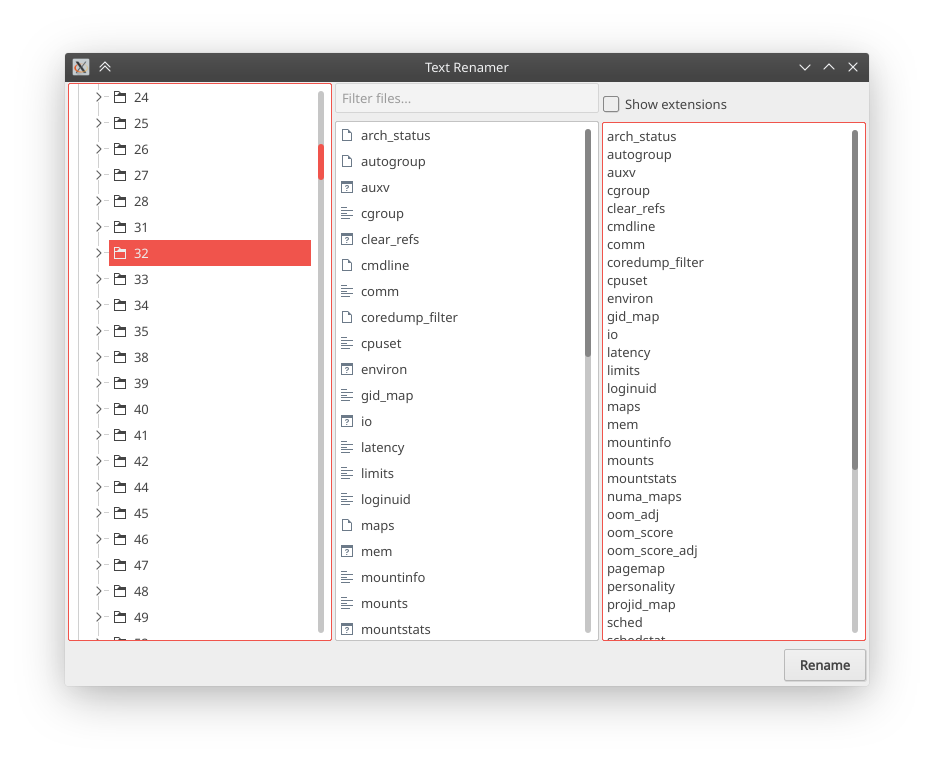 Text Renamer
24
25
26
27
28
31
32
33
34
35
38
39
40
41
42
44
45
46
47
48
49
Filter files...
arch_status
autogroup
auxv
cgroup
clear_refs
cmdline
comm
coredump_filter
cpuset
environ
gid_map
io
latency
limits
loginuid
maps
mem
mountinfo
mounts
mountstats
Show extensions
arch_status
autogroup
auxv
cgroup
clear_refs
cmdline
comm
coredump_filter
cpuset
environ
gid_map
io
latency
limits
loginuid
maps
mem
mountinfo
mounts
mountstats
numa_maps
oom_adj
oom_score
oom_score_adj
pagemap
personality
projid_map
sched
schedstat
Rename